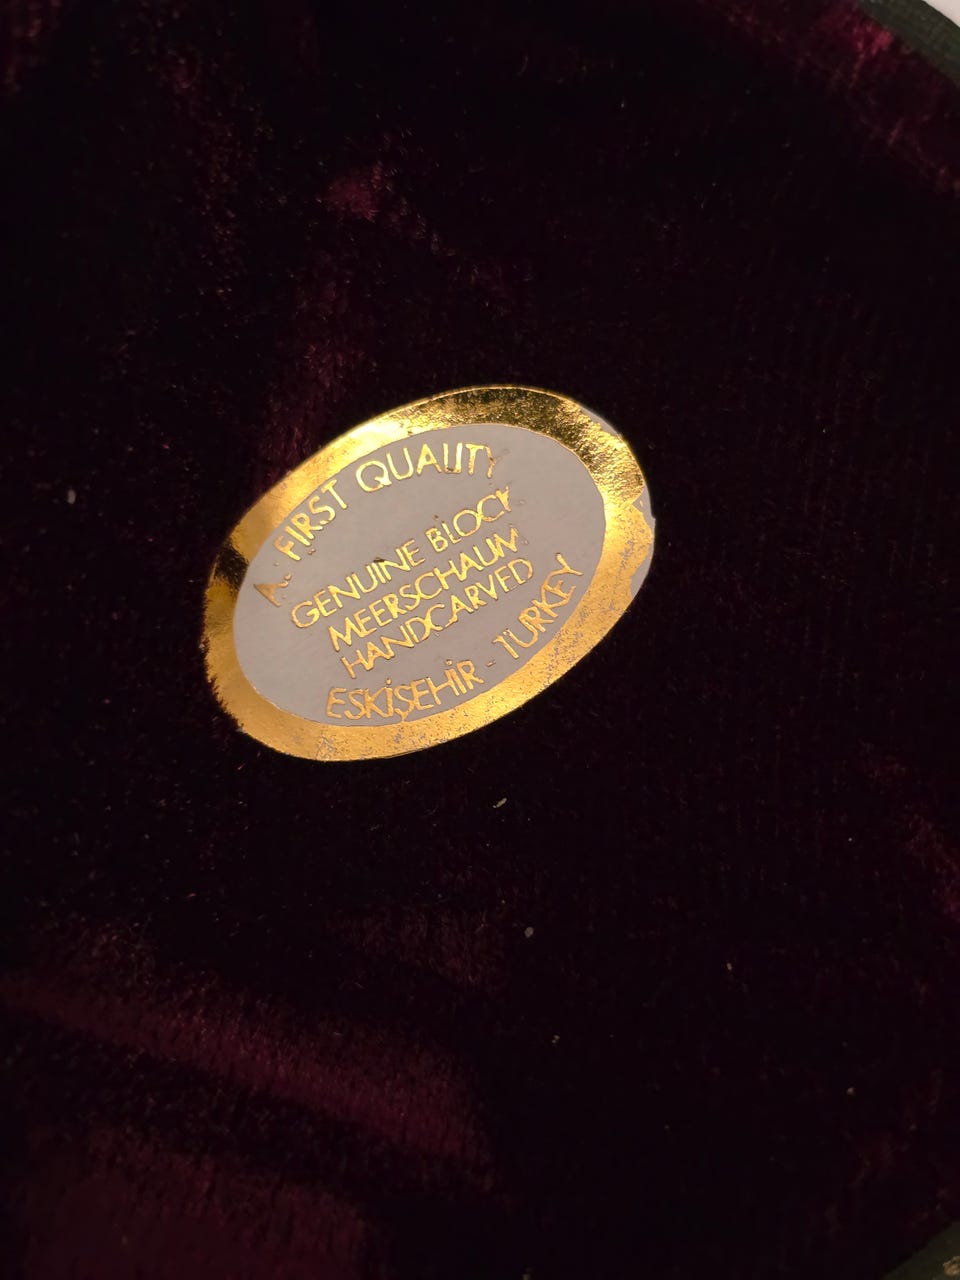 A. FIRST QUALITY
GENUINE BLOCK
MEERSCHAUM
HANDCARVED
ESKİŞEHİR - TURKEY